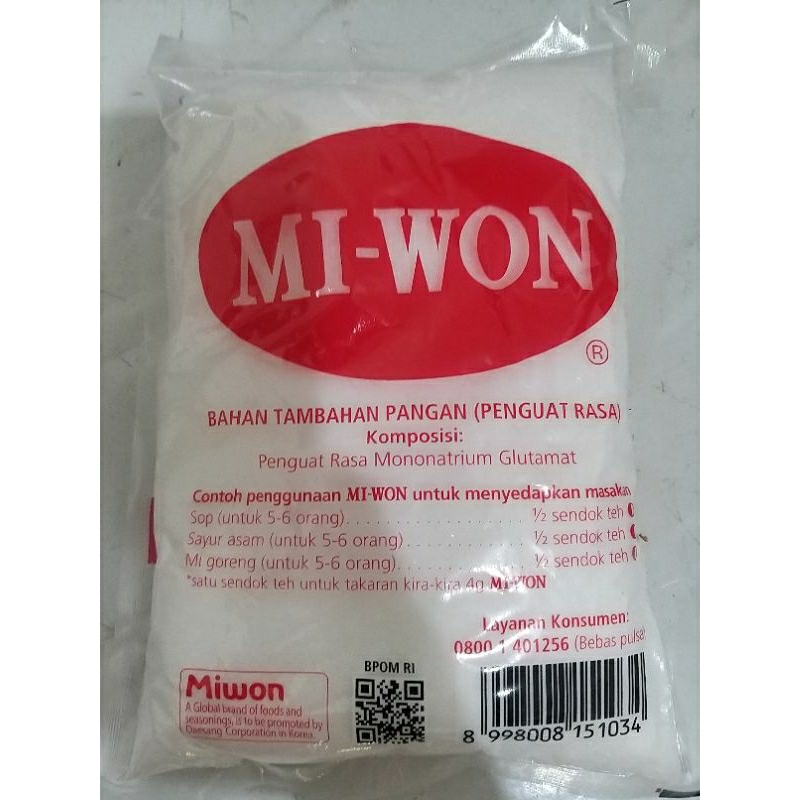 MI-WON
®
BAHAN TAMBAHAN PANGAN (PENGUAT RASA)
Komposisi:
Penguat Rasa Mononatrium Glutamat
Contoh penggunaan MI-WON untuk menyedapkan masakan
Sop (untuk 5-6 orang)........................ ½ sendok teh
Sayur asam (untuk 5-6 orang)................ ½ sendok teh
Mi goreng (untuk 5-6 orang)................. ½ sendok teh
*satu sendok teh untuk takaran kira-kira 4g MI-WON
Layanan Konsumen:
0800 1 401256 (Bebas pulsa)
BPOM RI
Miwon
A Global brand of foods and
seasonings, is to be promoted by
Daesang Corporation in Korea.
8 998008 151034